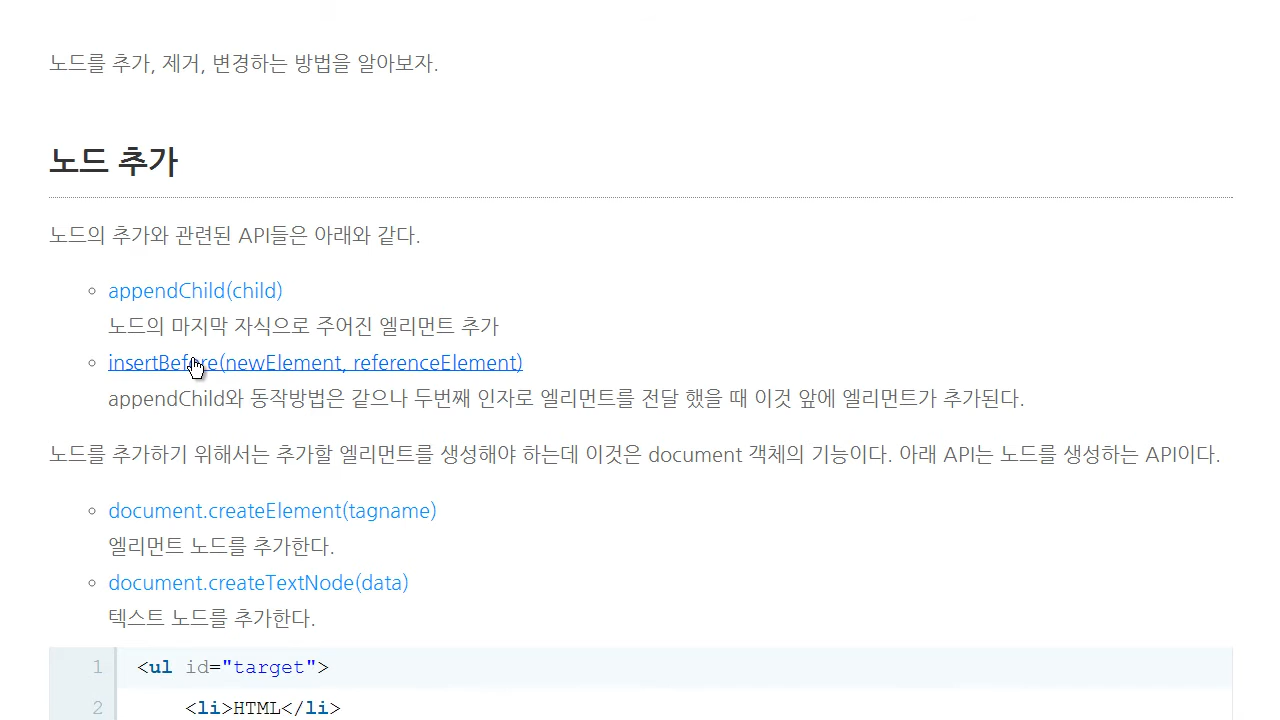 노드를 추가, 제거, 변경하는 방법을 알아보자.
노드 추가
노드의 추가와 관련된 API들은 아래와 같다.
appendChild(child)
노드의 마지막 자식으로 주어진 엘리먼트 추가
insertBefore(newElement, referenceElement)
appendChild와 동작방법은 같으나 두번째 인자로 엘리먼트를 전달 했을 때 이것 앞에 엘리먼트가 추가된다.
노드를 추가하기 위해서는 추가할 엘리먼트를 생성해야 하는데 이것은 document 객체의 기능이다. 아래 API는 노드를 생성하는 API이다.
document.createElement(tagname)
엘리먼트 노드를 추가한다.
document.createTextNode(data)
텍스트 노드를 추가한다.
1 <ul id="target">
2 <li>HTML</li>